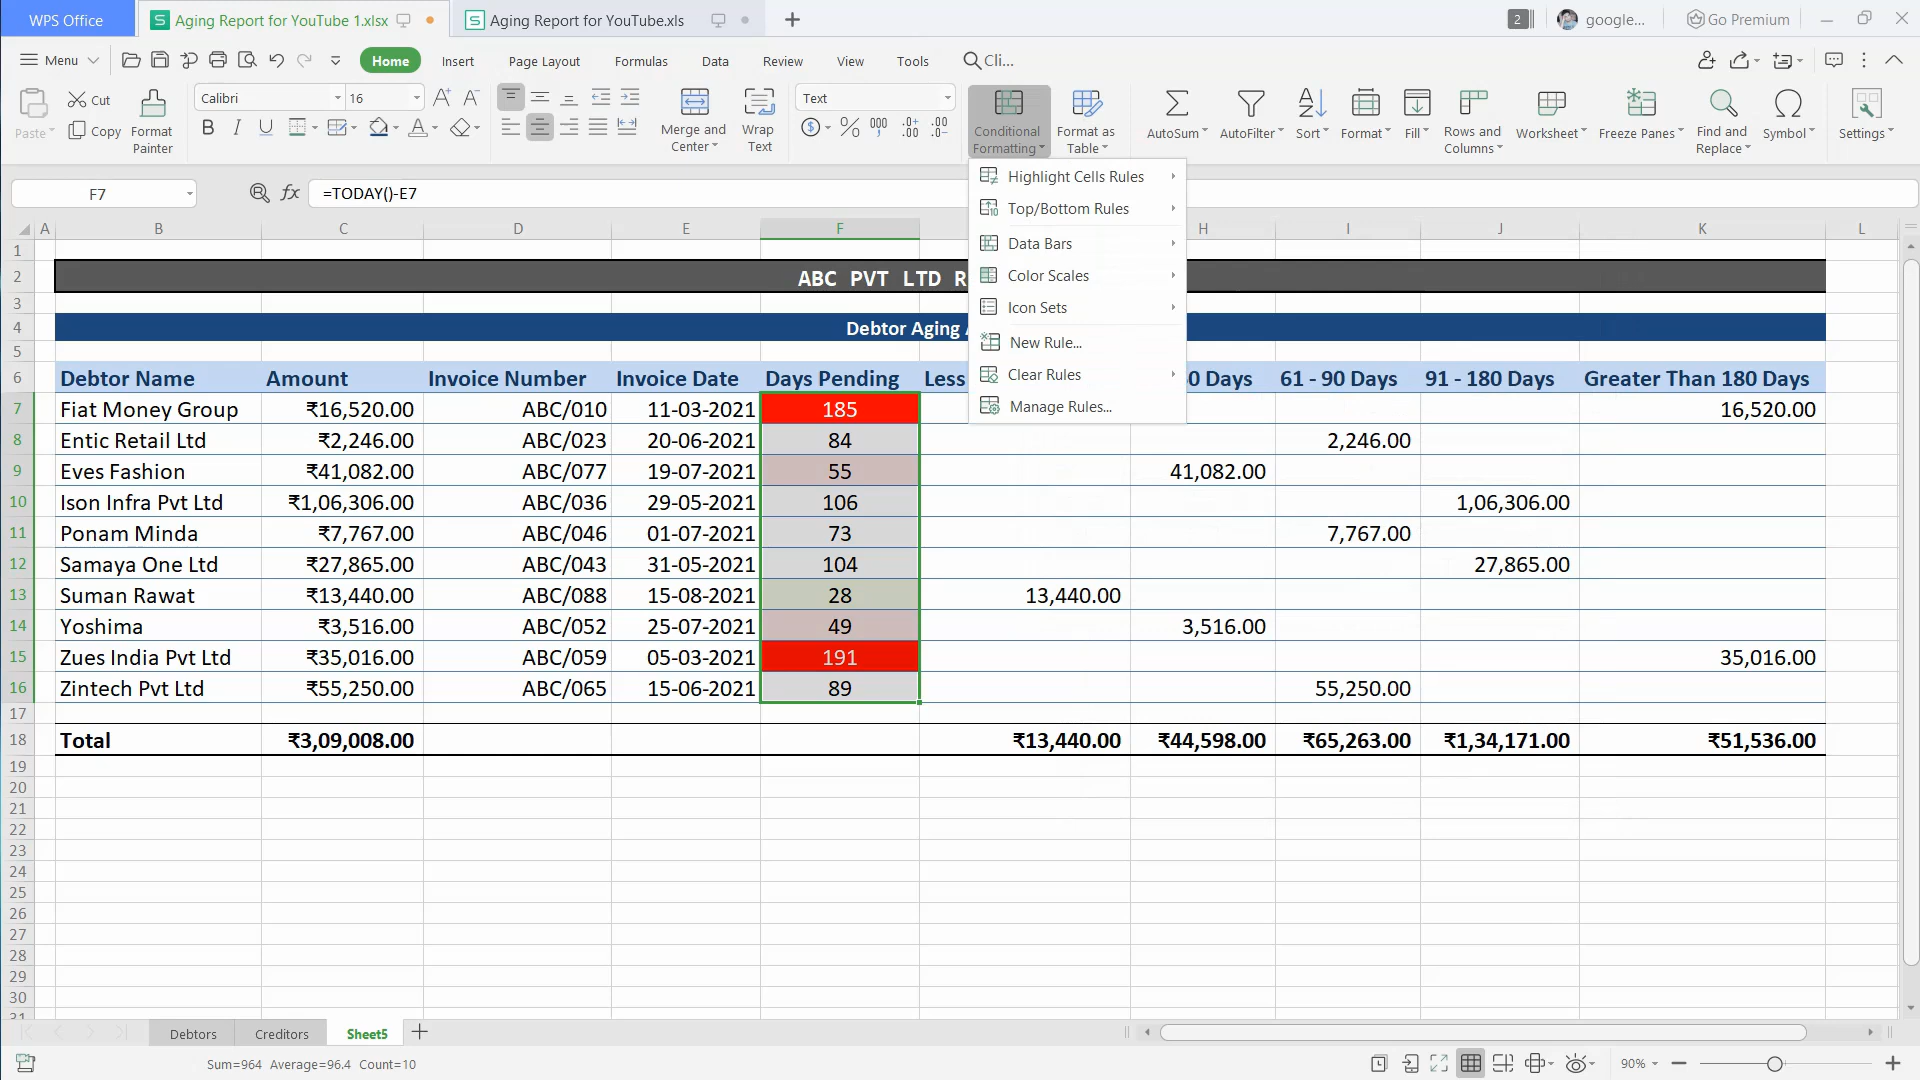 WPS Office
Aging Report for YouTube 1.xlsx
Aging Report for YouTube.xls
2
google...
Go Premium
Menu
Home
Insert
Page Layout
Formulas
Data
Review
View
Tools
Cli...
Paste
Cut
Copy
Format Painter
Calibri
16
Merge and Center
Wrap Text
Text
Conditional Formatting
Format as Table
AutoSum
AutoFilter
Sort
Format
Fill
Rows and Columns
Worksheet
Freeze Panes
Find and Replace
Symbol
Settings
F7
=TODAY()-E7
Highlight Cells Rules
Top/Bottom Rules
Data Bars
Color Scales
Icon Sets
New Rule...
Clear Rules
Manage Rules...
A B C D E F H I J K L
1
2 ABC PVT LTD R
3
4 Debtor Aging
5
6 Debtor Name Amount Invoice Number Invoice Date Days Pending Less 0 Days 61 - 90 Days 91 - 180 Days Greater Than 180 Days
7 Fiat Money Group ₹16,520.00 ABC/010 11-03-2021 185 16,520.00
8 Entic Retail Ltd ₹2,246.00 ABC/023 20-06-2021 84 2,246.00
9 Eves Fashion ₹41,082.00 ABC/077 19-07-2021 55 41,082.00
10 Ison Infra Pvt Ltd ₹1,06,306.00 ABC/036 29-05-2021 106 1,06,306.00
11 Ponam Minda ₹7,767.00 ABC/046 01-07-2021 73 7,767.00
12 Samaya One Ltd ₹27,865.00 ABC/043 31-05-2021 104 27,865.00
13 Suman Rawat ₹13,440.00 ABC/088 15-08-2021 28 13,440.00
14 Yoshima ₹3,516.00 ABC/052 25-07-2021 49 3,516.00
15 Zues India Pvt Ltd ₹35,016.00 ABC/059 05-03-2021 191 35,016.00
16 Zintech Pvt Ltd ₹55,250.00 ABC/065 15-06-2021 89 55,250.00
17
18 Total ₹3,09,008.00 ₹13,440.00 ₹44,598.00 ₹65,263.00 ₹1,34,171.00 ₹51,536.00
19
20
21
22
23
24
25
26
27
28
29
30
31
Debtors
Creditors
Sheet5
Sum=964 Average=96.4 Count=10
90%